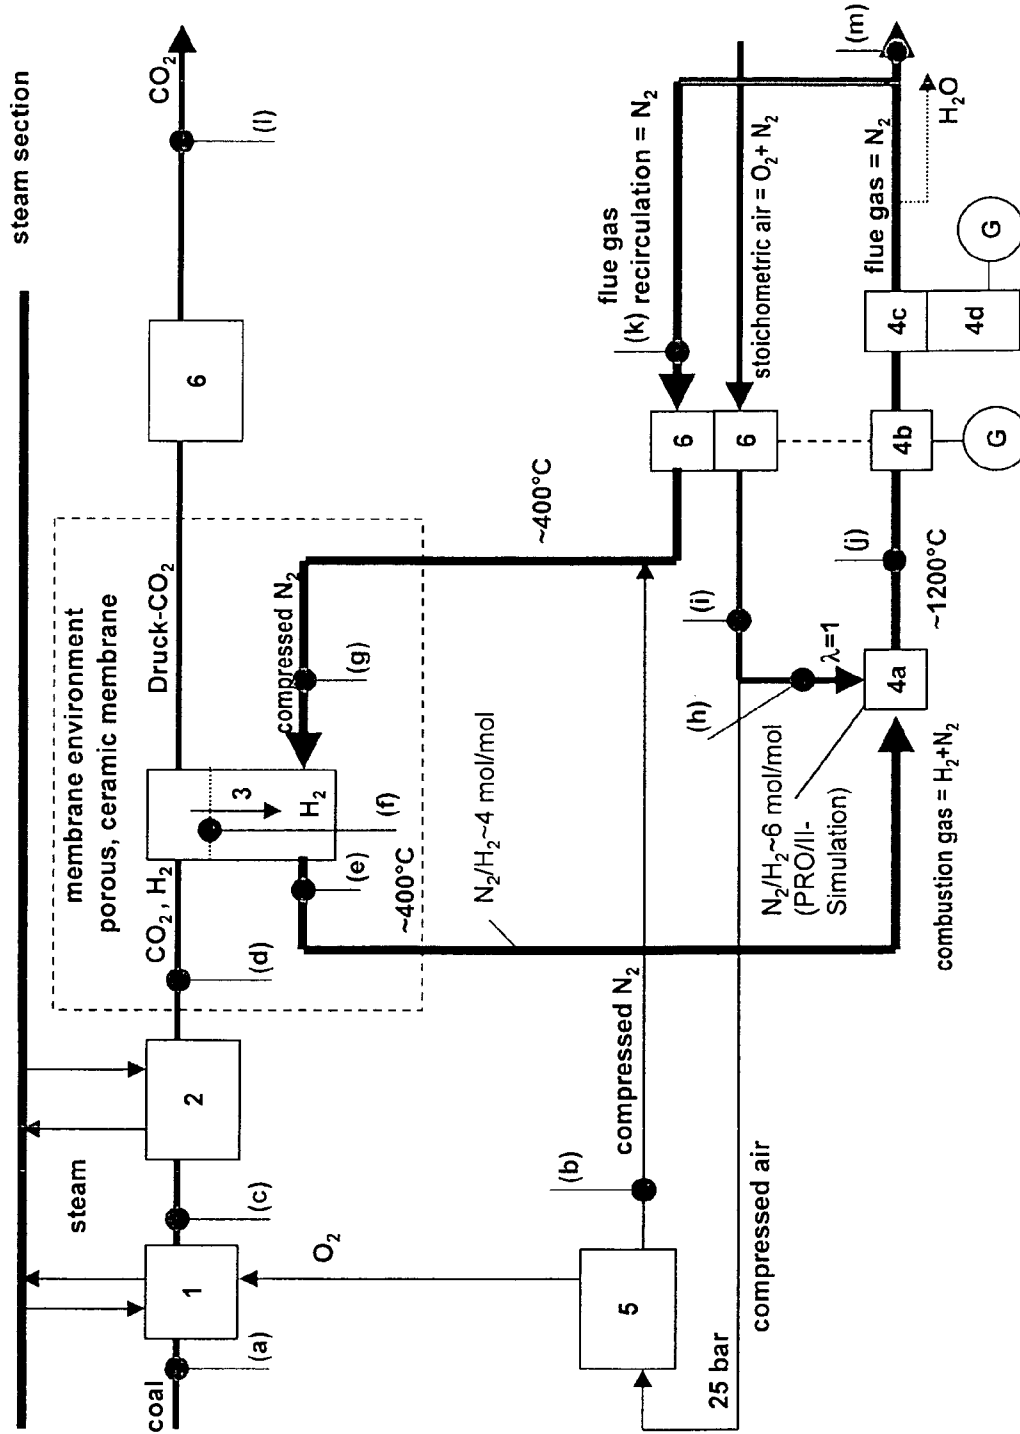 steam section
steam
coal
(a)
1
(c)
2
O₂
CO₂, H₂
(d)
membrane environment
porous, ceramic membrane
Druck-CO₂
6
CO₂
(l)
3
H₂
(f)
(e)
~400°C
compressed N₂
(g)
~400°C
N₂/H₂~4 mol/mol
5
(b)
compressed N₂
25 bar
compressed air
flue gas
(k) recirculation = N₂
6
6
stoichometric air = O₂+ N₂
(i)
(h)
λ=1
N₂/H₂~6 mol/mol
(PRO/II-
Simulation)
combustion gas = H₂+N₂
4a
~1200°C
(j)
4b
G
4c
4d
G
flue gas = N₂
H₂O
(m)